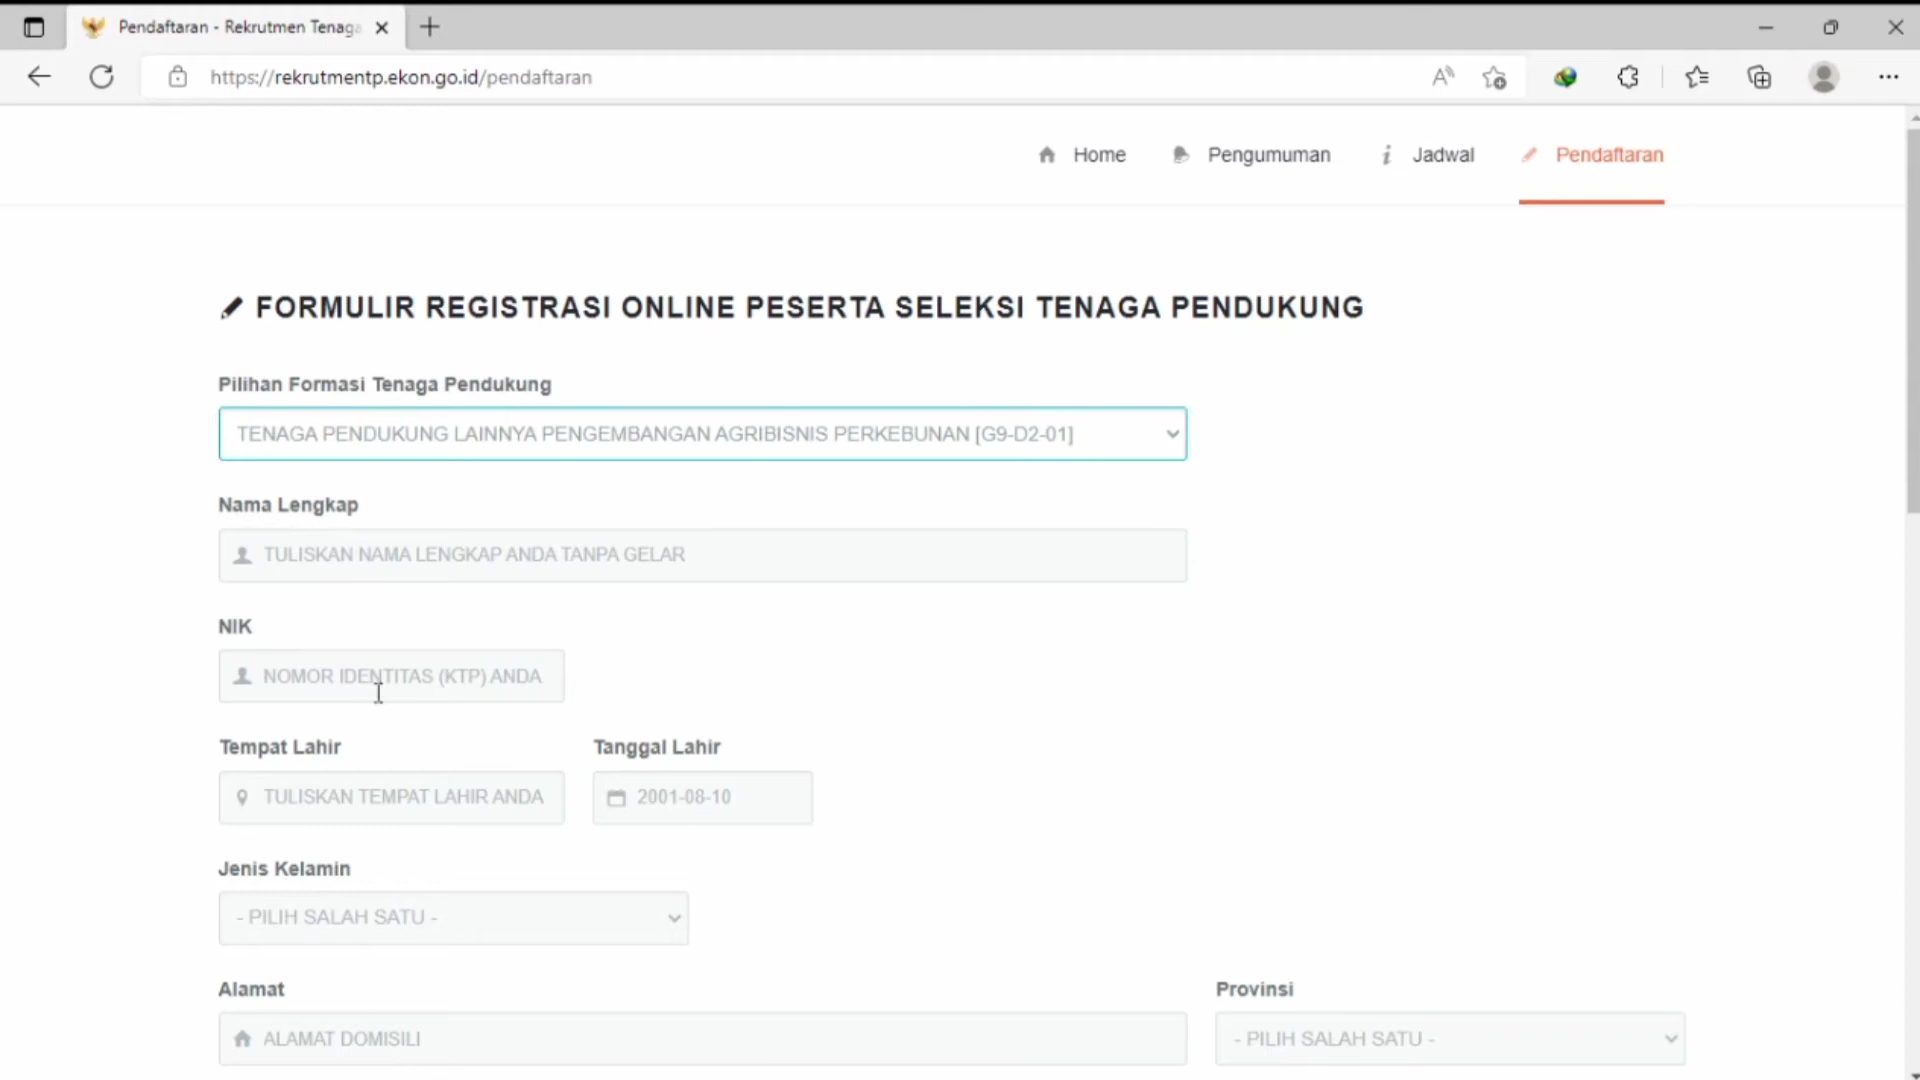 Pendaftaran - Rekrutmen Tenaga
https://rekrutmentp.ekon.go.id/pendaftaran
Home
Pengumuman
Jadwal
Pendaftaran
FORMULIR REGISTRASI ONLINE PESERTA SELEKSI TENAGA PENDUKUNG
Pilihan Formasi Tenaga Pendukung
TENAGA PENDUKUNG LAINNYA PENGEMBANGAN AGRIBISNIS PERKEBUNAN [G9-D2-01]
Nama Lengkap
TULISKAN NAMA LENGKAP ANDA TANPA GELAR
NIK
NOMOR IDENTITAS (KTP) ANDA
Tempat Lahir
Tanggal Lahir
TULISKAN TEMPAT LAHIR ANDA
2001-08-10
Jenis Kelamin
- PILIH SALAH SATU -
Alamat
Provinsi
ALAMAT DOMISILI
- PILIH SALAH SATU -